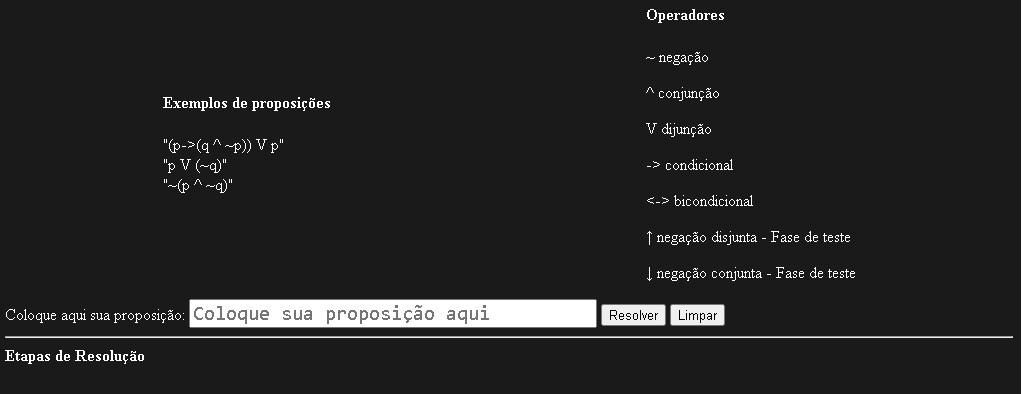 Operadores
~ negação
^ conjunção
V dijunção
-> condicional
<-> bicondicional
↑ negação disjunta - Fase de teste
↓ negação conjunta - Fase de teste
Exemplos de proposições
"(p->(q ^ ~p)) V p"
"p V (~q)"
"~(p ^ ~q)"
Coloque aqui sua proposição: Coloque sua proposição aqui Resolver Limpar
Etapas de Resolução